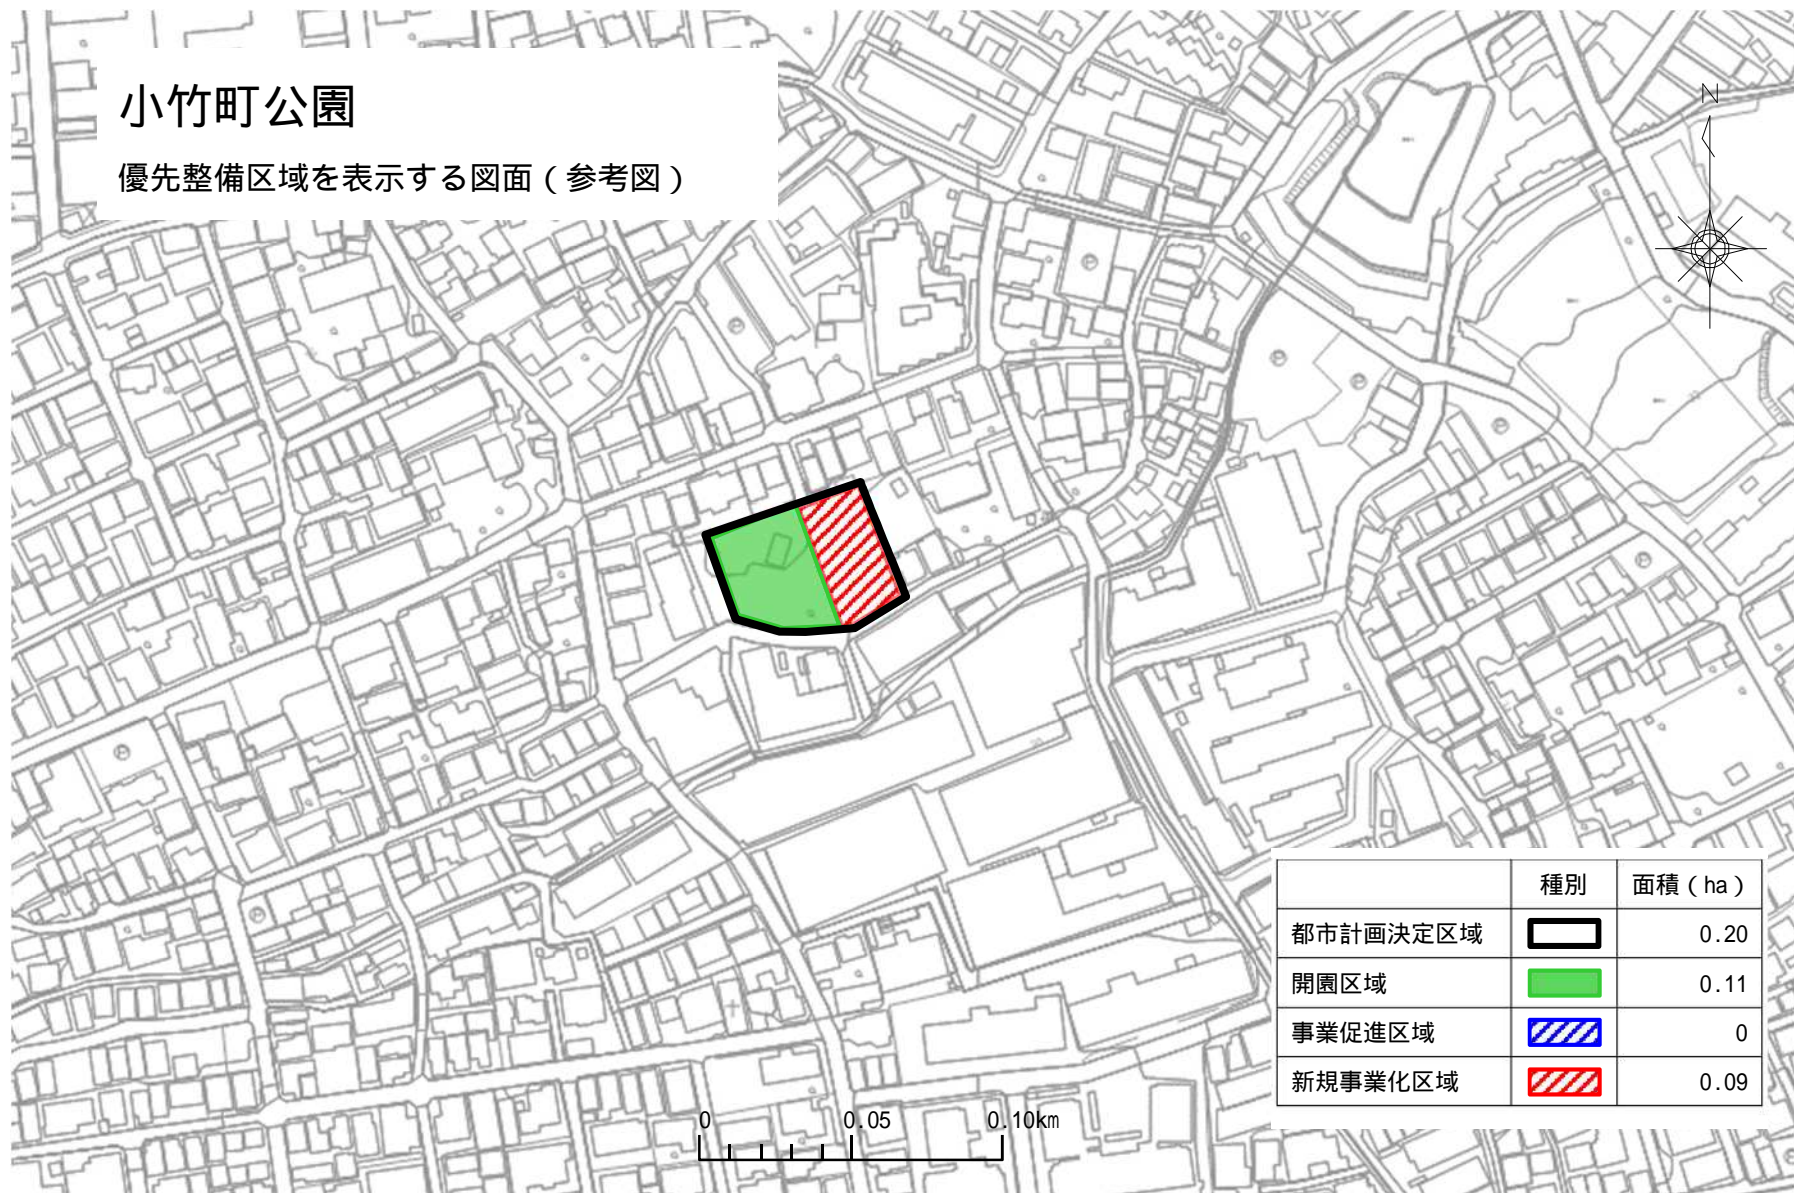 小竹町公園
優先整備区域を表示する図面(参考図)
N
種別 面積(ha)
都市計画決定区域 0.20
開園区域 0.11
事業促進区域 0
新規事業化区域 0.09
0 0.05 0.10km